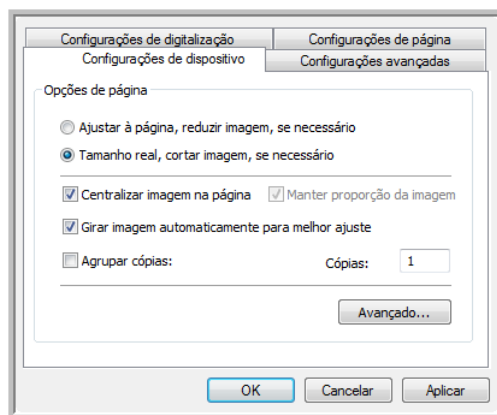 Configurações de digitalização Configurações de página
Configurações de dispositivo Configurações avançadas
Opções de página
Ajustar à página, reduzir imagem, se necessário
Tamanho real, cortar imagem, se necessário
Centralizar imagem na página Manter proporção da imagem
Girar imagem automaticamente para melhor ajuste
Agrupar cópias: Cópias: 1
Avançado...
OK Cancelar Aplicar